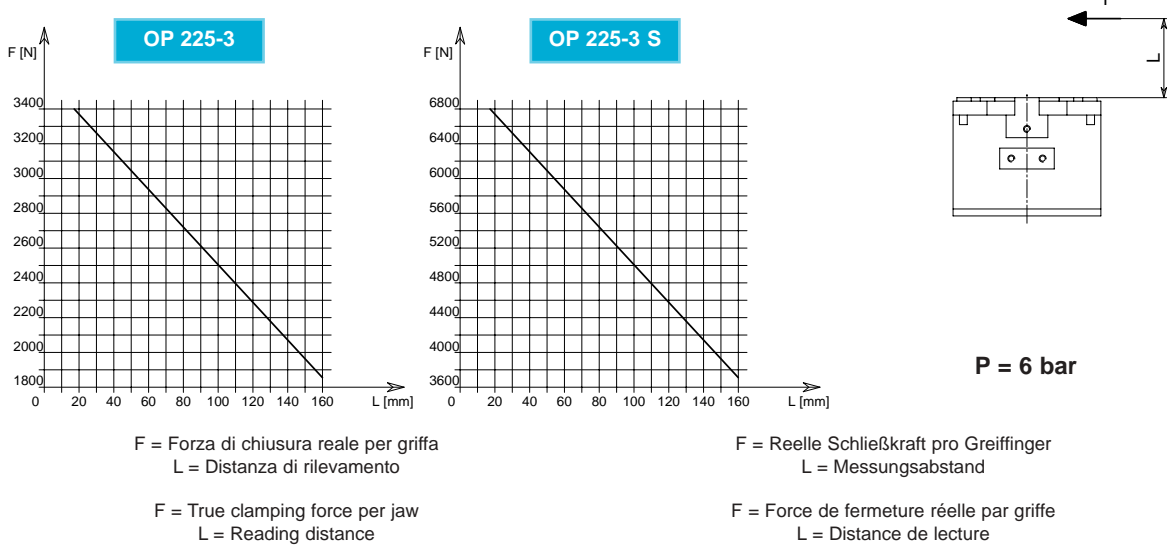 OP 225-3
F [N]
3400
3200
3000
2800
2600
2400
2200
2000
1800
0 20 40 60 80 100 120 140 160 L [mm]
OP 225-3 S
F [N]
6800
6400
6000
5600
5200
4800
4400
4000
3600
0 20 40 60 80 100 120 140 160 L [mm]
L
P = 6 bar
F = Forza di chiusura reale per griffa
L = Distanza di rilevamento
F = Reelle Schließkraft pro Greiffinger
L = Messungsabstand
F = True clamping force per jaw
L = Reading distance
F = Force de fermeture réelle par griffe
L = Distance de lecture